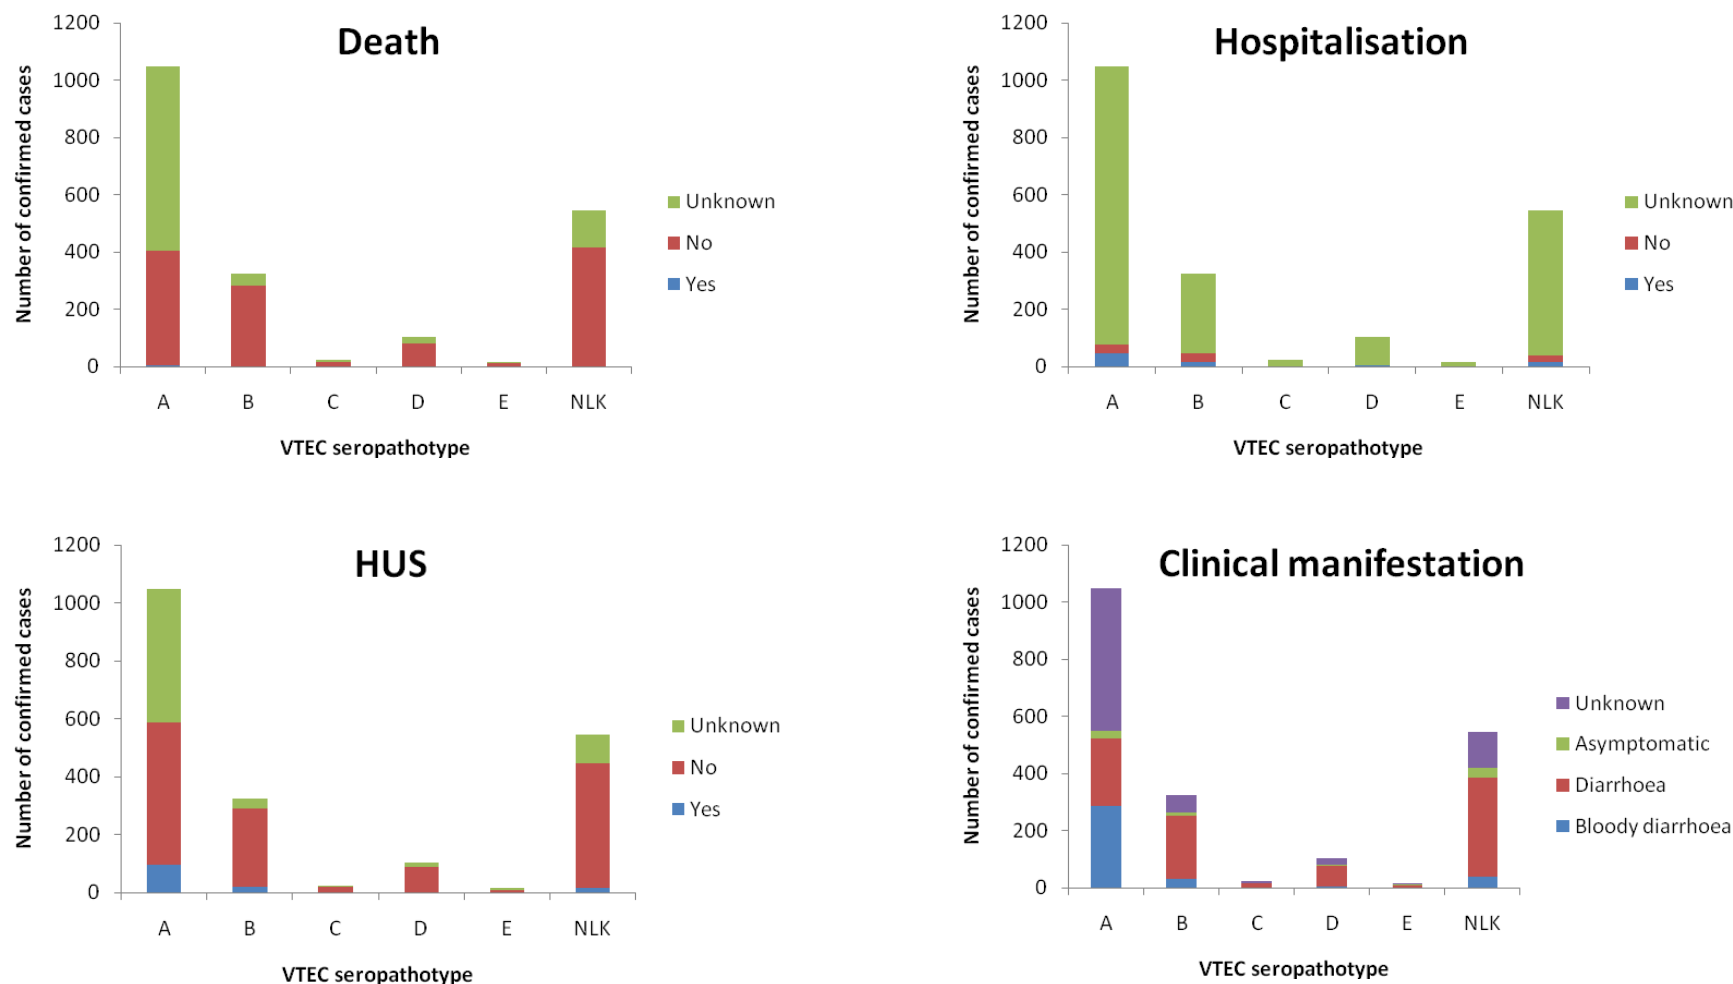 Death
Number of confirmed cases
1200
1000
800
600
400
200
0
A B C D E NLK
VTEC seropathotype
Unknown
No
Yes
Hospitalisation
Number of confirmed cases
1200
1000
800
600
400
200
0
A B C D E NLK
VTEC seropathotype
Unknown
No
Yes
HUS
Number of confirmed cases
1200
1000
800
600
400
200
0
A B C D E NLK
VTEC seropathotype
Unknown
No
Yes
Clinical manifestation
Number of confirmed cases
1200
1000
800
600
400
200
0
A B C D E NLK
VTEC seropathotype
Unknown
Asymptomatic
Diarrhoea
Bloody diarrhoea